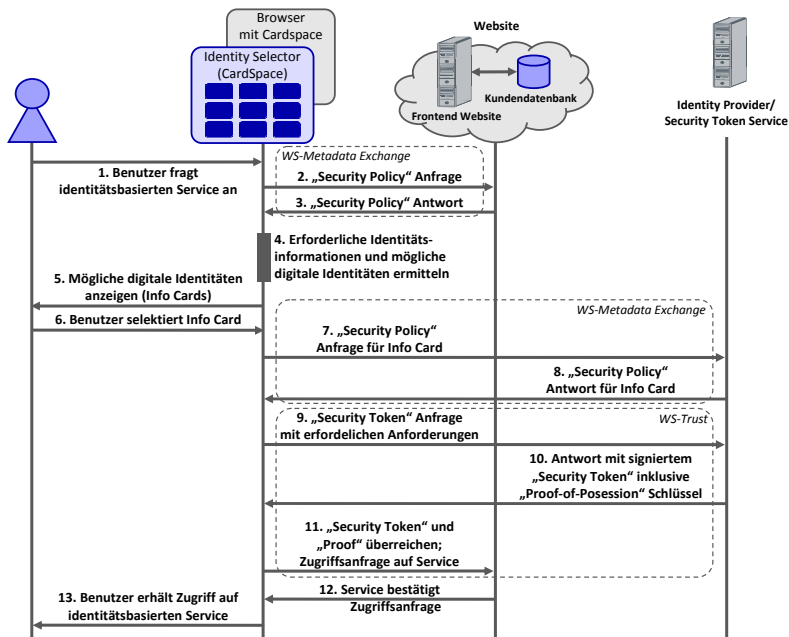 Browser
mit Cardspace
Identity Selector
(CardSpace)
Website
Kundendatenbank
Frontend Website
Identity Provider/
Security Token Service
WS-Metadata Exchange
1. Benutzer fragt
identitätsbasierten Service an
2. „Security Policy“ Anfrage
3. „Security Policy“ Antwort
4. Erforderliche Identitäts-
informationen und mögliche
digitale Identitäten ermitteln
5. Mögliche digitale Identitäten
anzeigen (Info Cards)
6. Benutzer selektiert Info Card
WS-Metadata Exchange
7. „Security Policy“
Anfrage für Info Card
8. „Security Policy“
Antwort für Info Card
WS-Trust
9. „Security Token“ Anfrage
mit erfordelichen Anforderungen
10. Antwort mit signiertem
„Security Token“ inklusive
„Proof-of-Posession“ Schlüssel
11. „Security Token“ und
„Proof“ überreichen;
Zugriffsanfrage auf Service
12. Service bestätigt
Zugriffsanfrage
13. Benutzer erhält Zugriff auf
identitätsbasierten Service